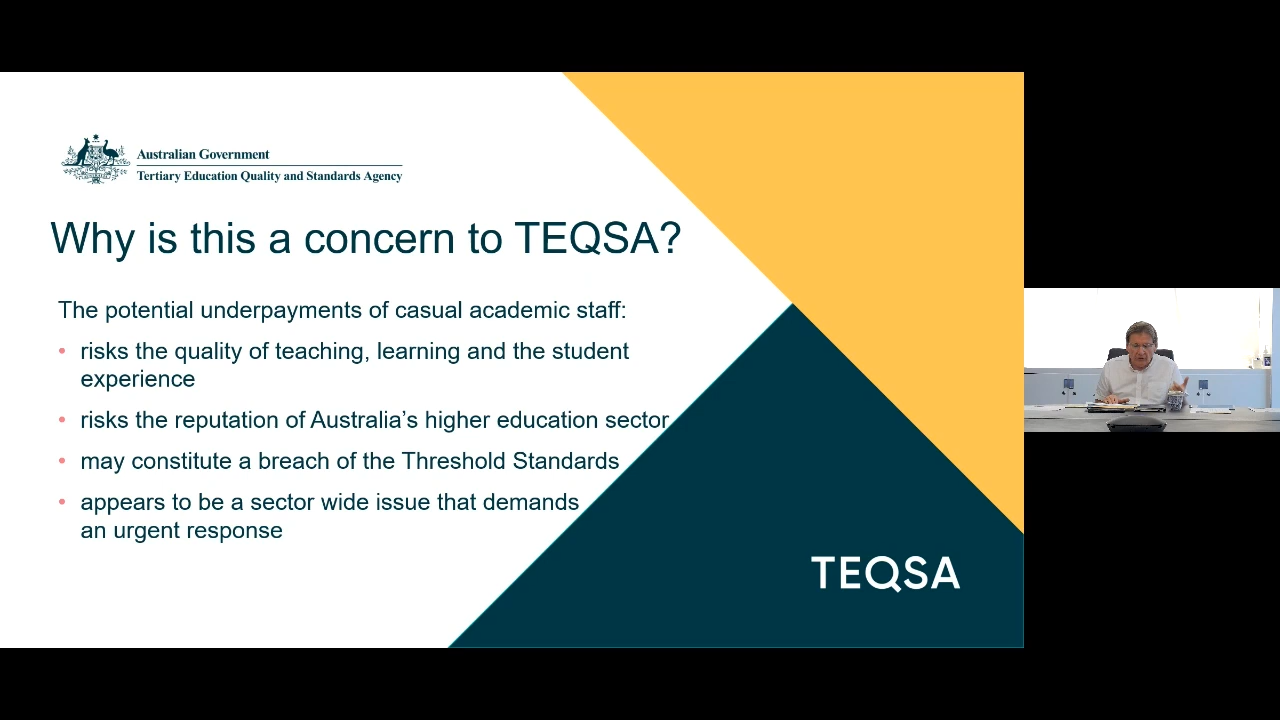 Australian Government
Tertiary Education Quality and Standards Agency
Why is this a concern to TEQSA?
The potential underpayments of casual academic staff:
• risks the quality of teaching, learning and the student
experience
• risks the reputation of Australia’s higher education sector
• may constitute a breach of the Threshold Standards
• appears to be a sector wide issue that demands
an urgent response
TEQSA